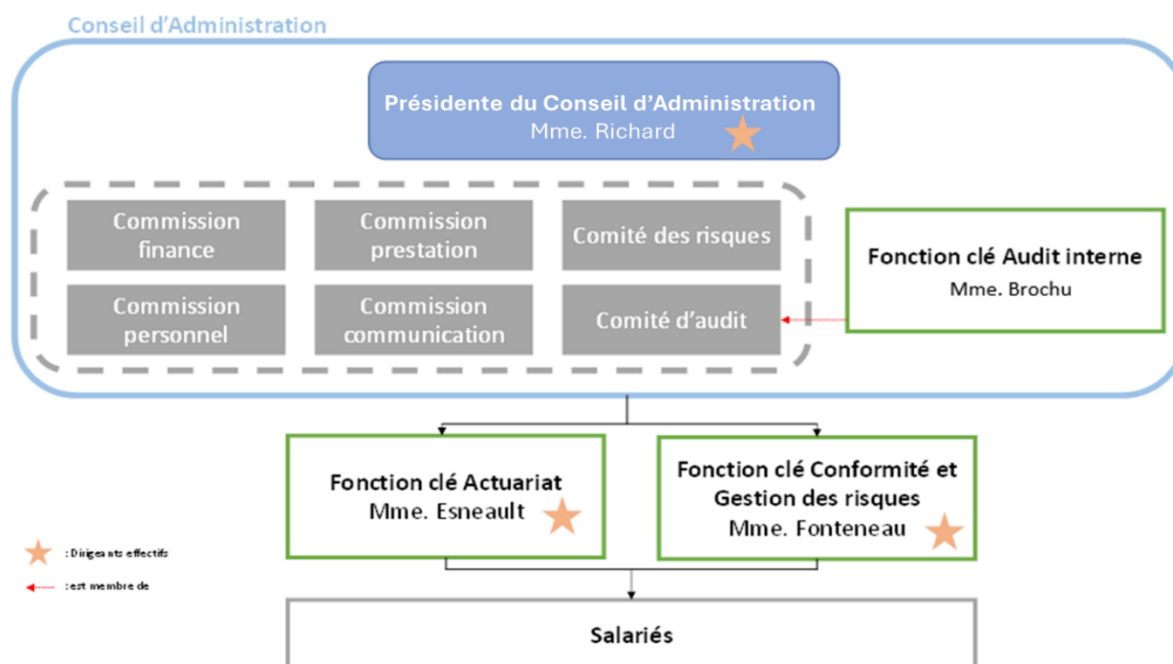 Conseil d'Administration
Présidente du Conseil d'Administration
Mme. Richard
Commission
finance
Commission
prestation
Comité des risques
Fonction clé Audit interne
Mme. Brochu
Commission
personnel
Commission
communication
Comité d'audit
Fonction clé Actuariat
Mme. Esneault
Fonction clé Conformité et
Gestion des risques
Mme. Fonteneau
: Dirigeants effectifs
: est membre de
Salariés